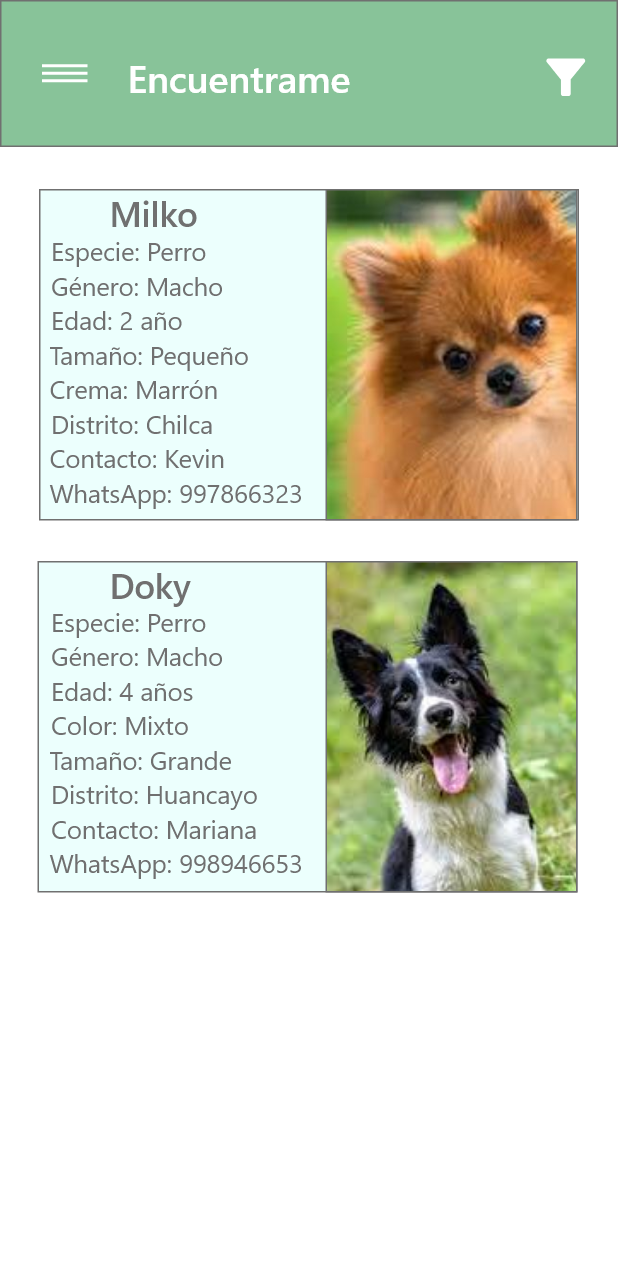 Encuentrame
Milko
Especie: Perro
Género: Macho
Edad: 2 año
Tamaño: Pequeño
Crema: Marrón
Distrito: Chilca
Contacto: Kevin
WhatsApp: 997866323
Doky
Especie: Perro
Género: Macho
Edad: 4 años
Color: Mixto
Tamaño: Grande
Distrito: Huancayo
Contacto: Mariana
WhatsApp: 998946653